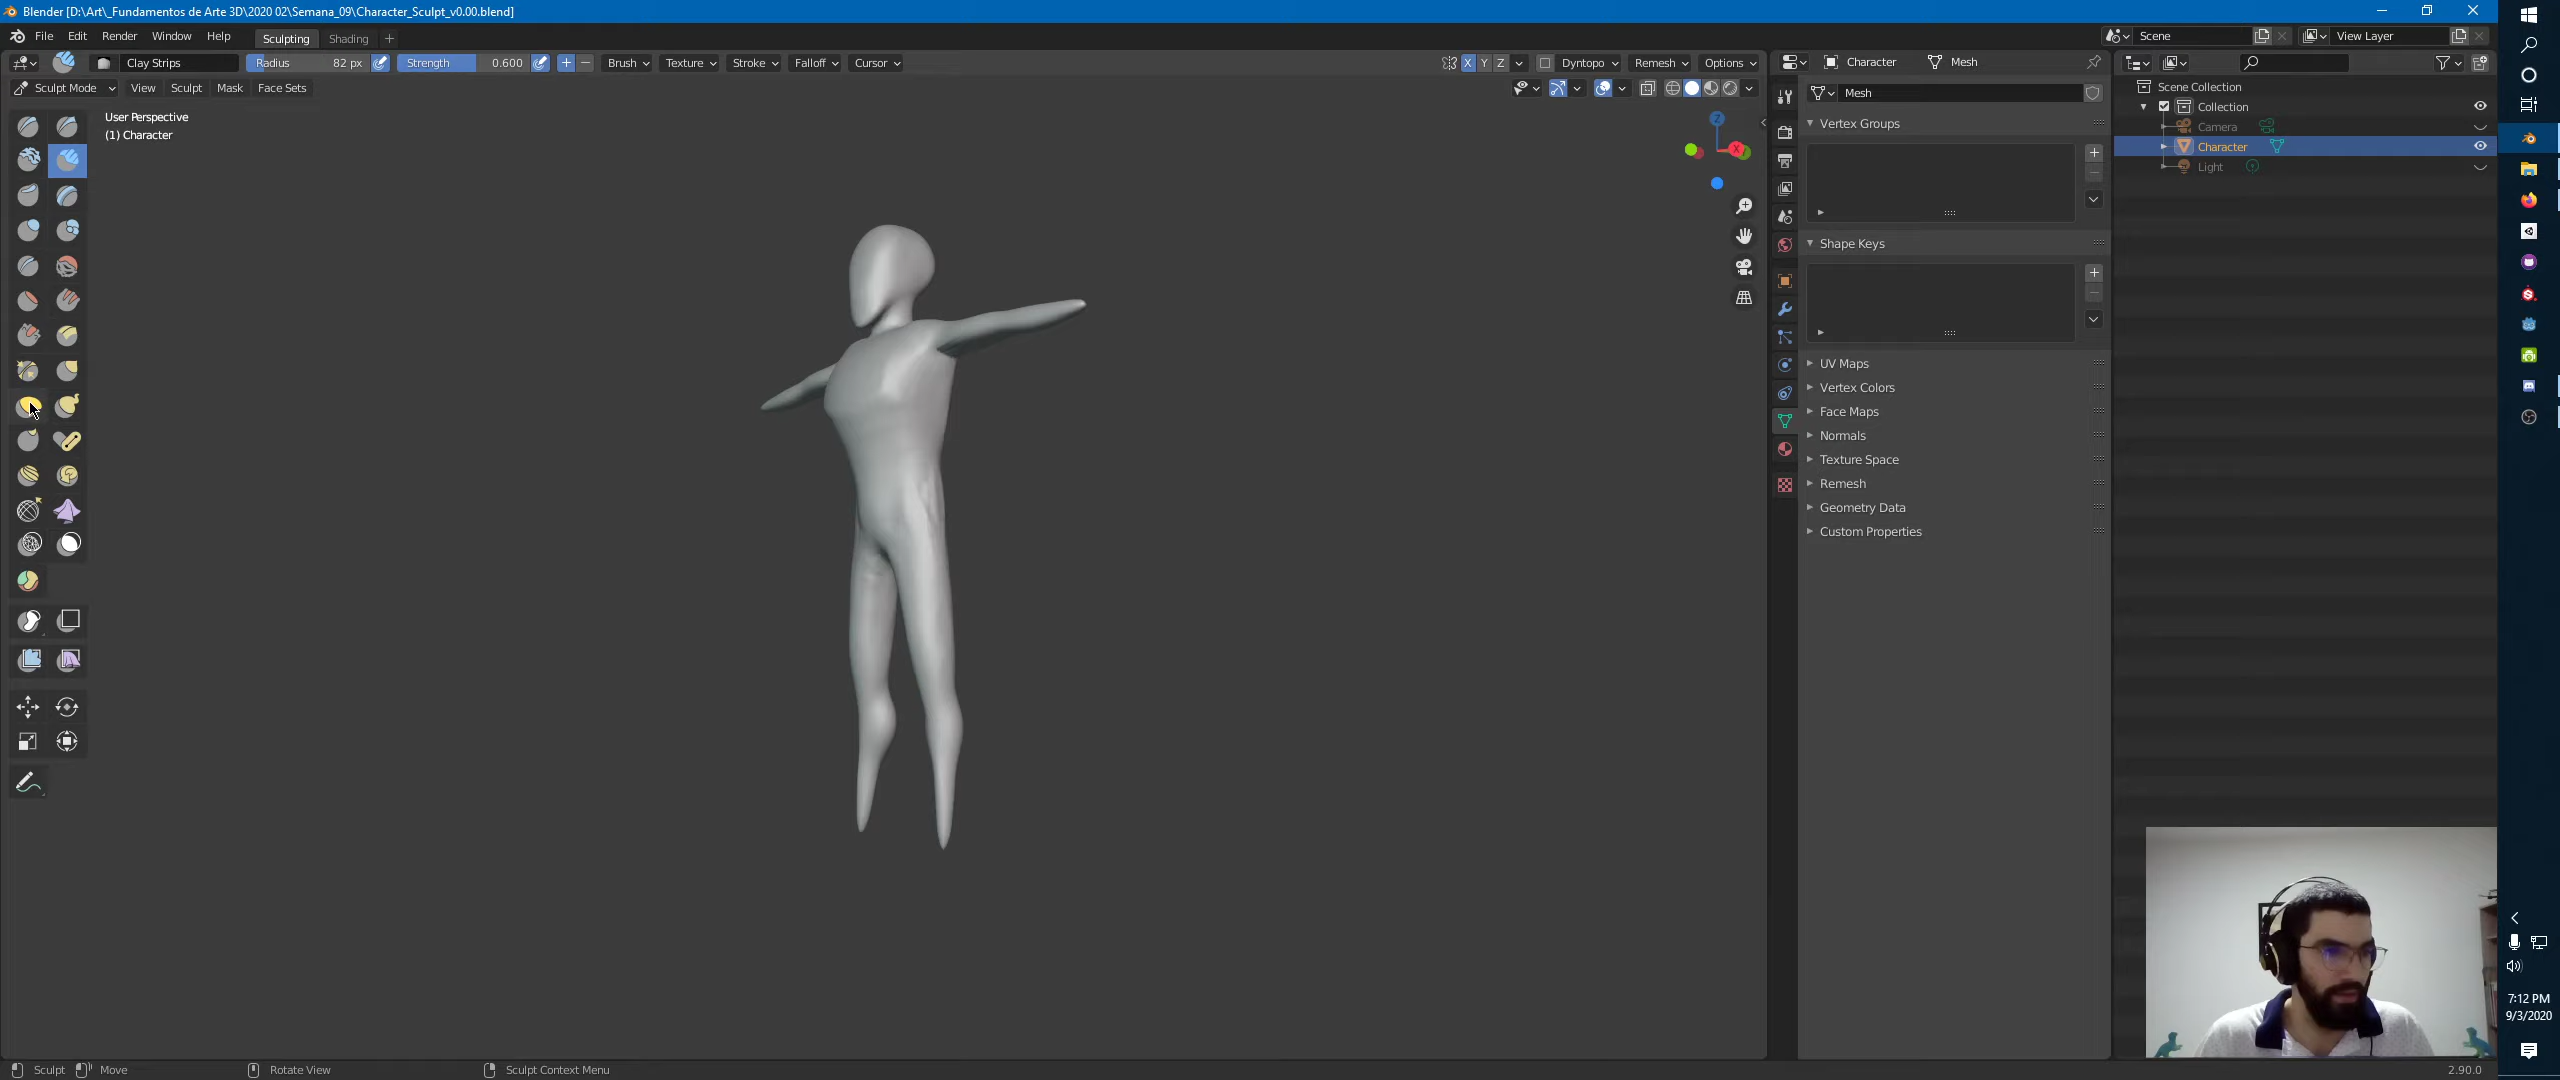 Blender [D:\Art\_Fundamentos de Arte 3D\2020 02\Semana_09\Character_Sculpt_v0.00.blend]
File Edit Render Window Help Sculpting Shading + Scene View Layer
Clay Strips Radius 82 px Strength 0.600 Brush Texture Stroke Falloff Cursor X Y Z Dyntopo Remesh Options Character Mesh
Sculpt Mode View Sculpt Mask Face Sets
User Perspective
(1) Character
Z
X
Mesh
Vertex Groups
Shape Keys
UV Maps
Vertex Colors
Face Maps
Normals
Texture Space
Remesh
Geometry Data
Custom Properties
Scene Collection
Collection
Camera
Character
Light
7:12 PM
9/3/2020
Sculpt Move Rotate View Sculpt Context Menu 2.90.0